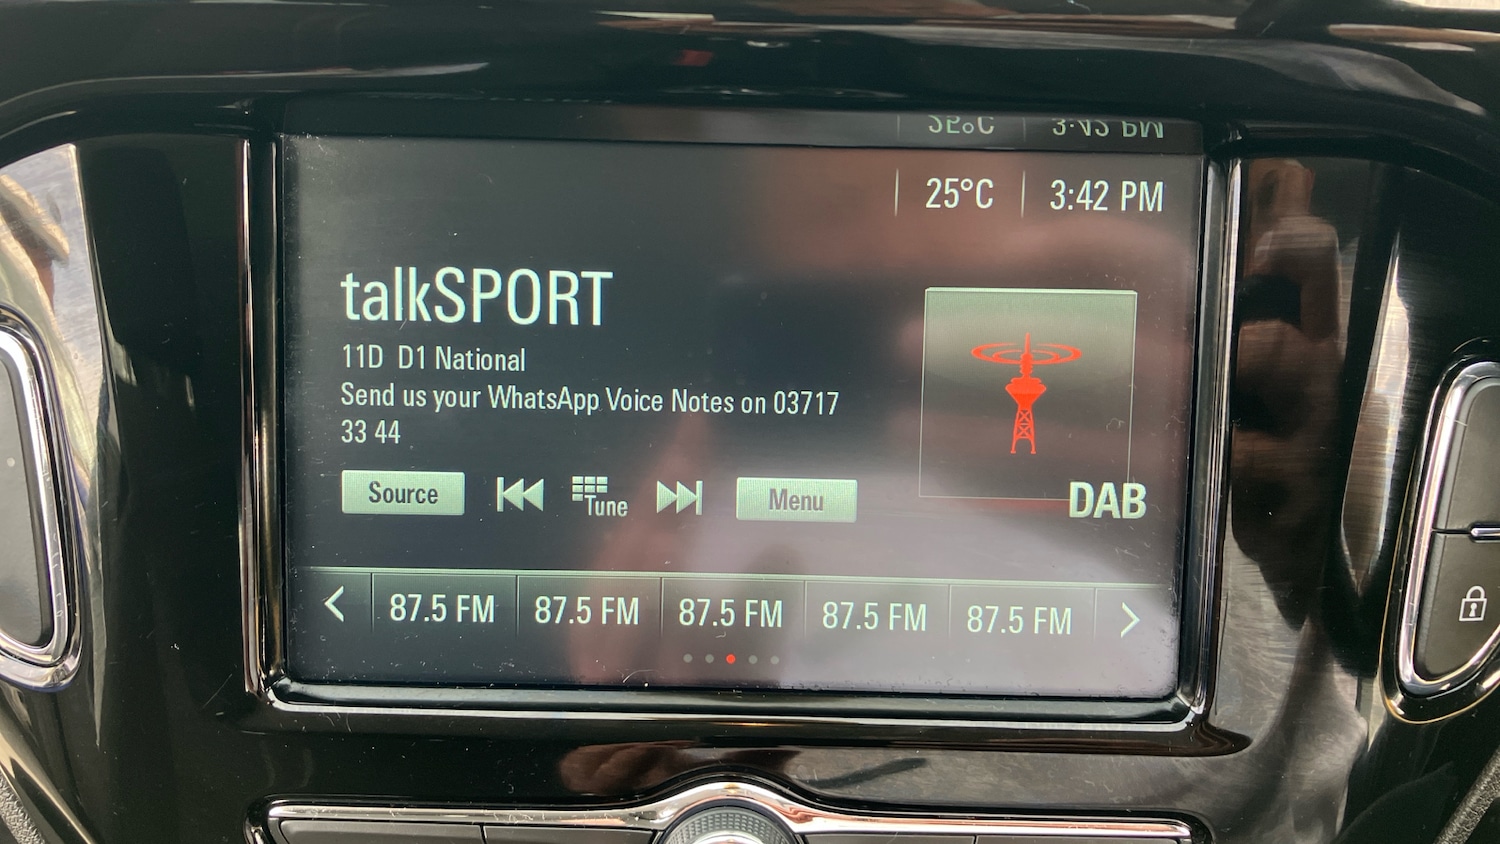 25°C 3:42 PM
talkSPORT
11D D1 National
Send us your WhatsApp Voice Notes on 03717
33 44
Source Tune Menu
DAB
87.5 FM 87.5 FM 87.5 FM 87.5 FM 87.5 FM